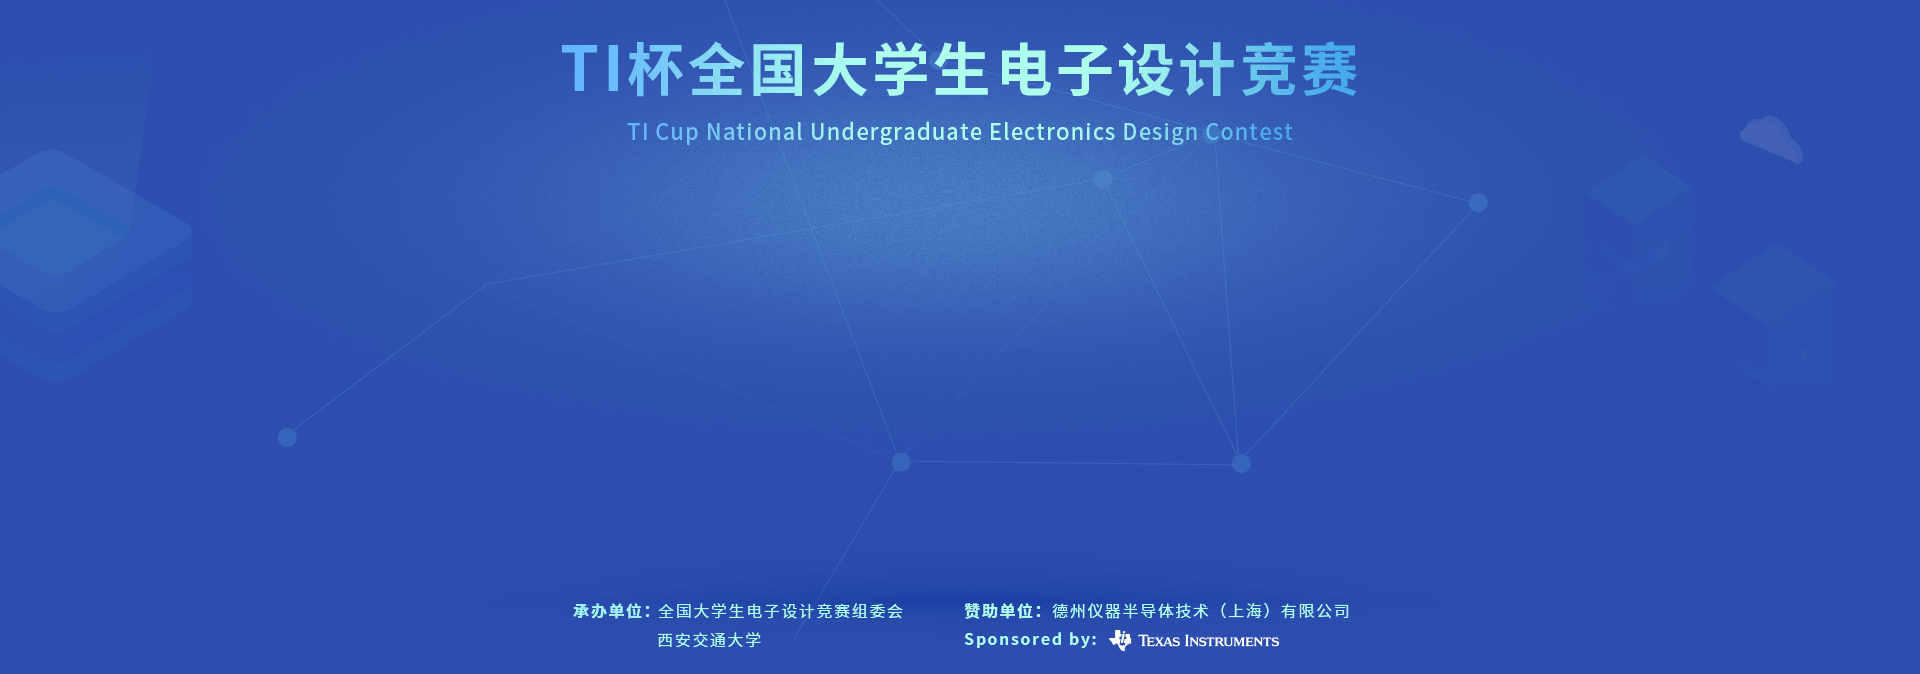 TI杯全国大学生电子设计竞赛
TI Cup National Undergraduate Electronics Design Contest
承办单位：全国大学生电子设计竞赛组委会
西安交通大学
赞助单位：德州仪器半导体技术（上海）有限公司
Sponsored by: TEXAS INSTRUMENTS